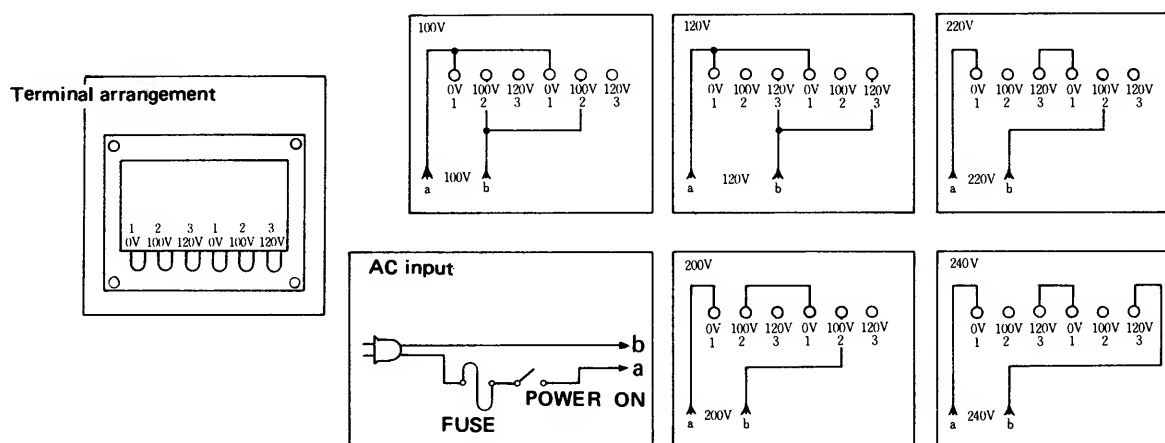 Terminal arrangement
1 2 3 1 2 3
0V 100V 120V 0V 100V 120V
100V
0V 100V 120V 0V 100V 120V
1 2 3 1 2 3
a 100V b
120V
0V 100V 120V 0V 100V 120V
1 2 3 1 2 3
a 120V b
220V
0V 100V 120V 0V 100V 120V
1 2 3 1 2 3
a 220V b
AC input
b
a
POWER ON
FUSE
200V
0V 100V 120V 0V 100V 120V
1 2 3 1 2 3
a 200V b
240V
0V 100V 120V 0V 100V 120V
1 2 3 1 2 3
a 240V b